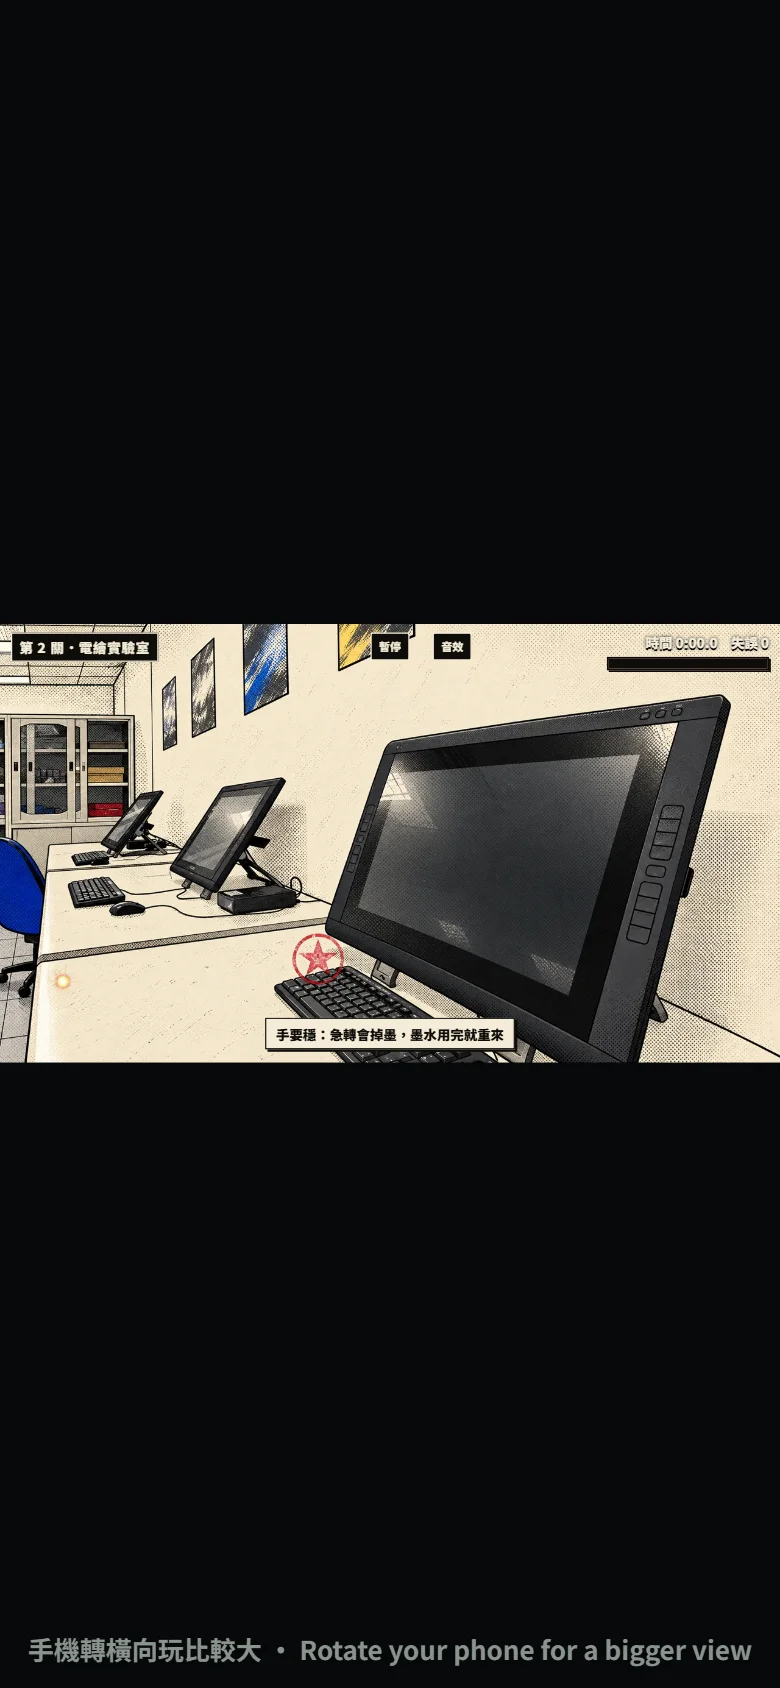 第 2 關・電繪實驗室
暫停
音效
時間 0:00.0 失誤 0
手要穩：急轉會掉墨，墨水用完就重來
手機轉橫向玩比較大 ・ Rotate your phone for a bigger view